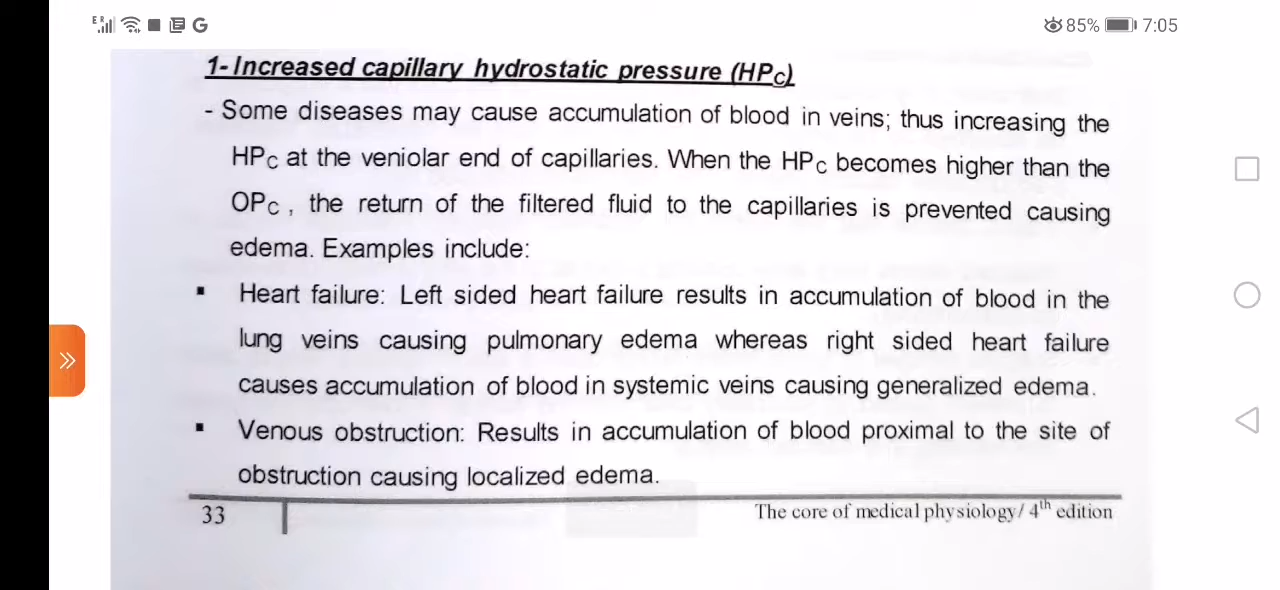 85% 7:05
1- Increased capillary hydrostatic pressure (HPC)
- Some diseases may cause accumulation of blood in veins; thus increasing the
HPC at the veniolar end of capillaries. When the HPC becomes higher than the
OPC , the return of the filtered fluid to the capillaries is prevented causing
edema. Examples include:
▪ Heart failure: Left sided heart failure results in accumulation of blood in the
lung veins causing pulmonary edema whereas right sided heart failure
causes accumulation of blood in systemic veins causing generalized edema.
▪ Venous obstruction: Results in accumulation of blood proximal to the site of
obstruction causing localized edema.
33 The core of medical physiology/ 4th edition